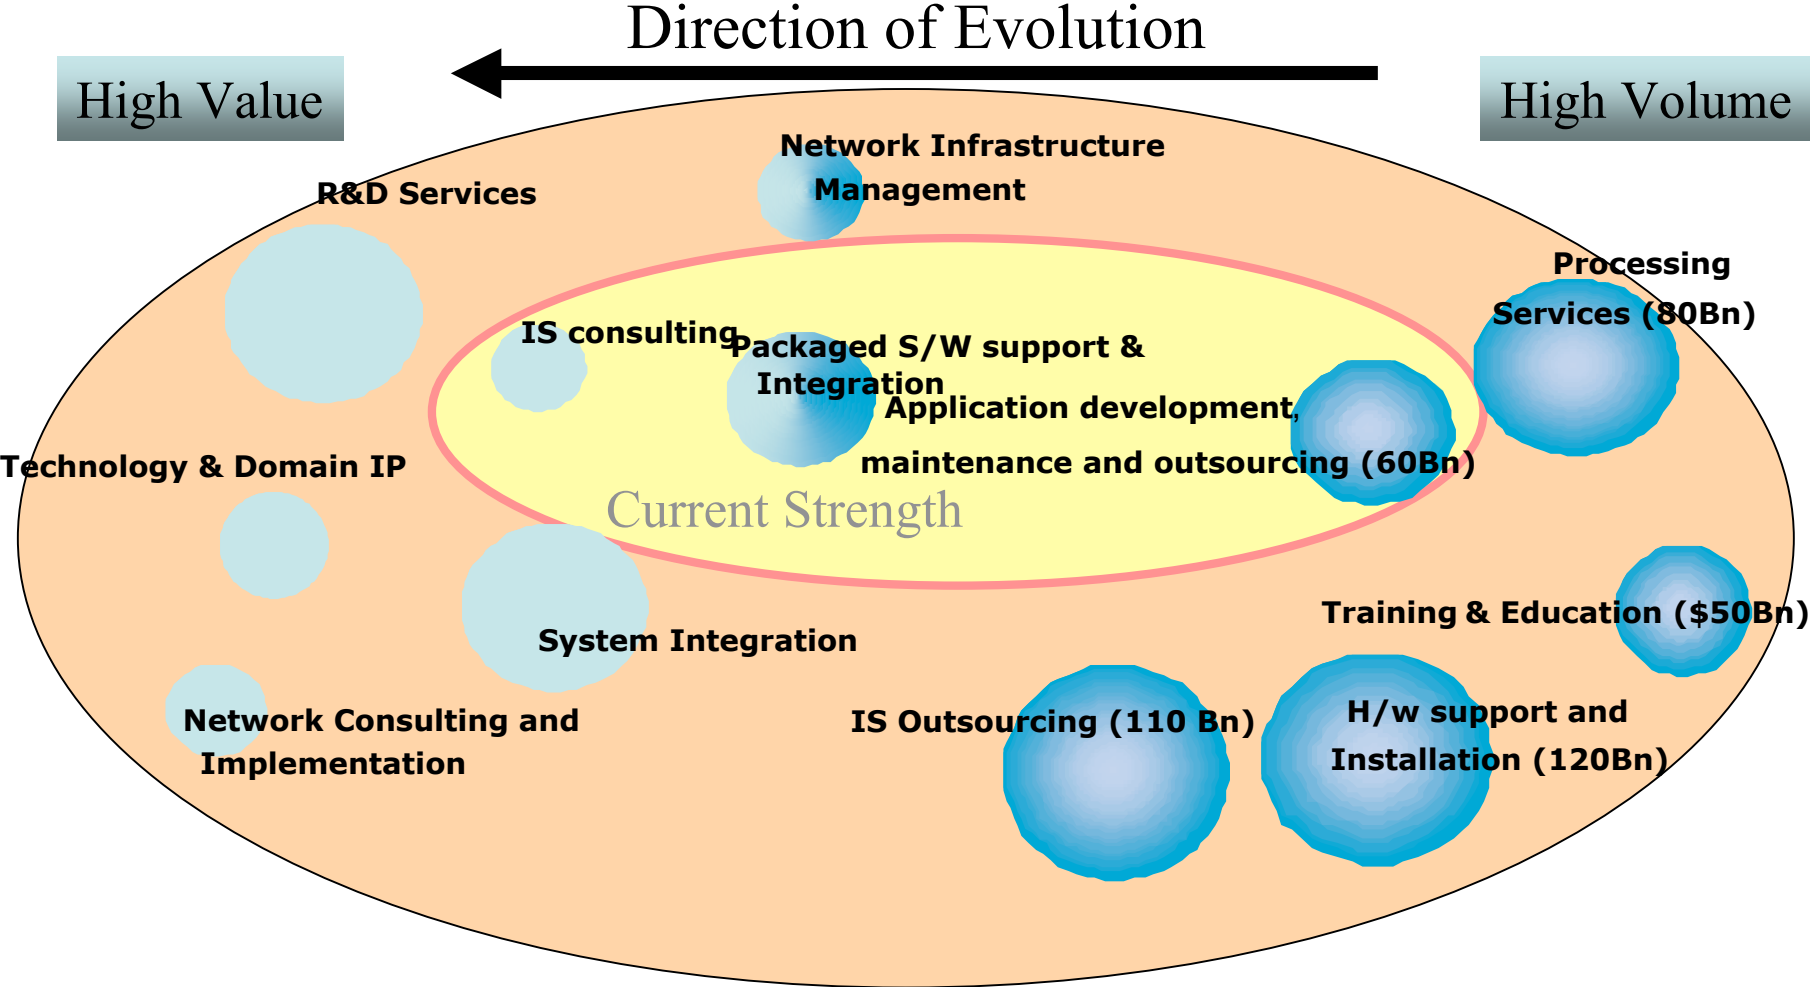 Direction of Evolution
High Value
High Volume
Network Infrastructure
Management
R&D Services
Processing
Services (80Bn)
IS consulting
Packaged S/W support &
Integration
Application development,
maintenance and outsourcing (60Bn)
Technology & Domain IP
Current Strength
Training & Education ($50Bn)
System Integration
Network Consulting and
Implementation
IS Outsourcing (110 Bn)
H/w support and
Installation (120Bn)